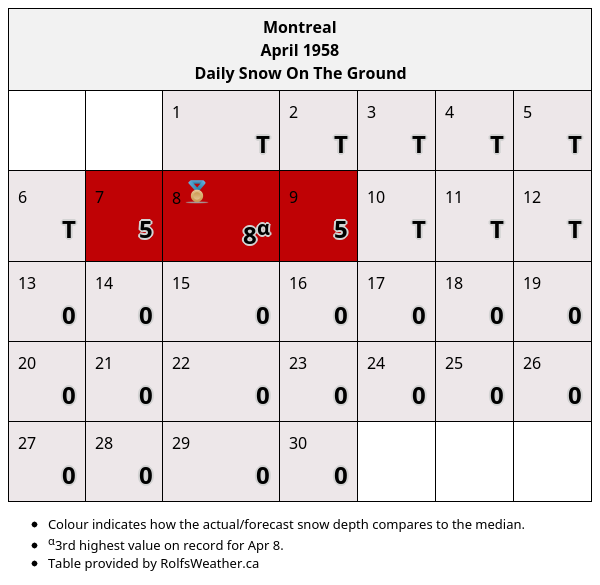 Montreal
April 1958
Daily Snow On The Ground
1 2 3 4 5
T T T T T
6 7 8 9 10 11 12
T 5 8α 5 T T T
13 14 15 16 17 18 19
0 0 0 0 0 0 0
20 21 22 23 24 25 26
0 0 0 0 0 0 0
27 28 29 30
0 0 0 0
Colour indicates how the actual/forecast snow depth compares to the median.
α3rd highest value on record for Apr 8.
Table provided by RolfsWeather.ca